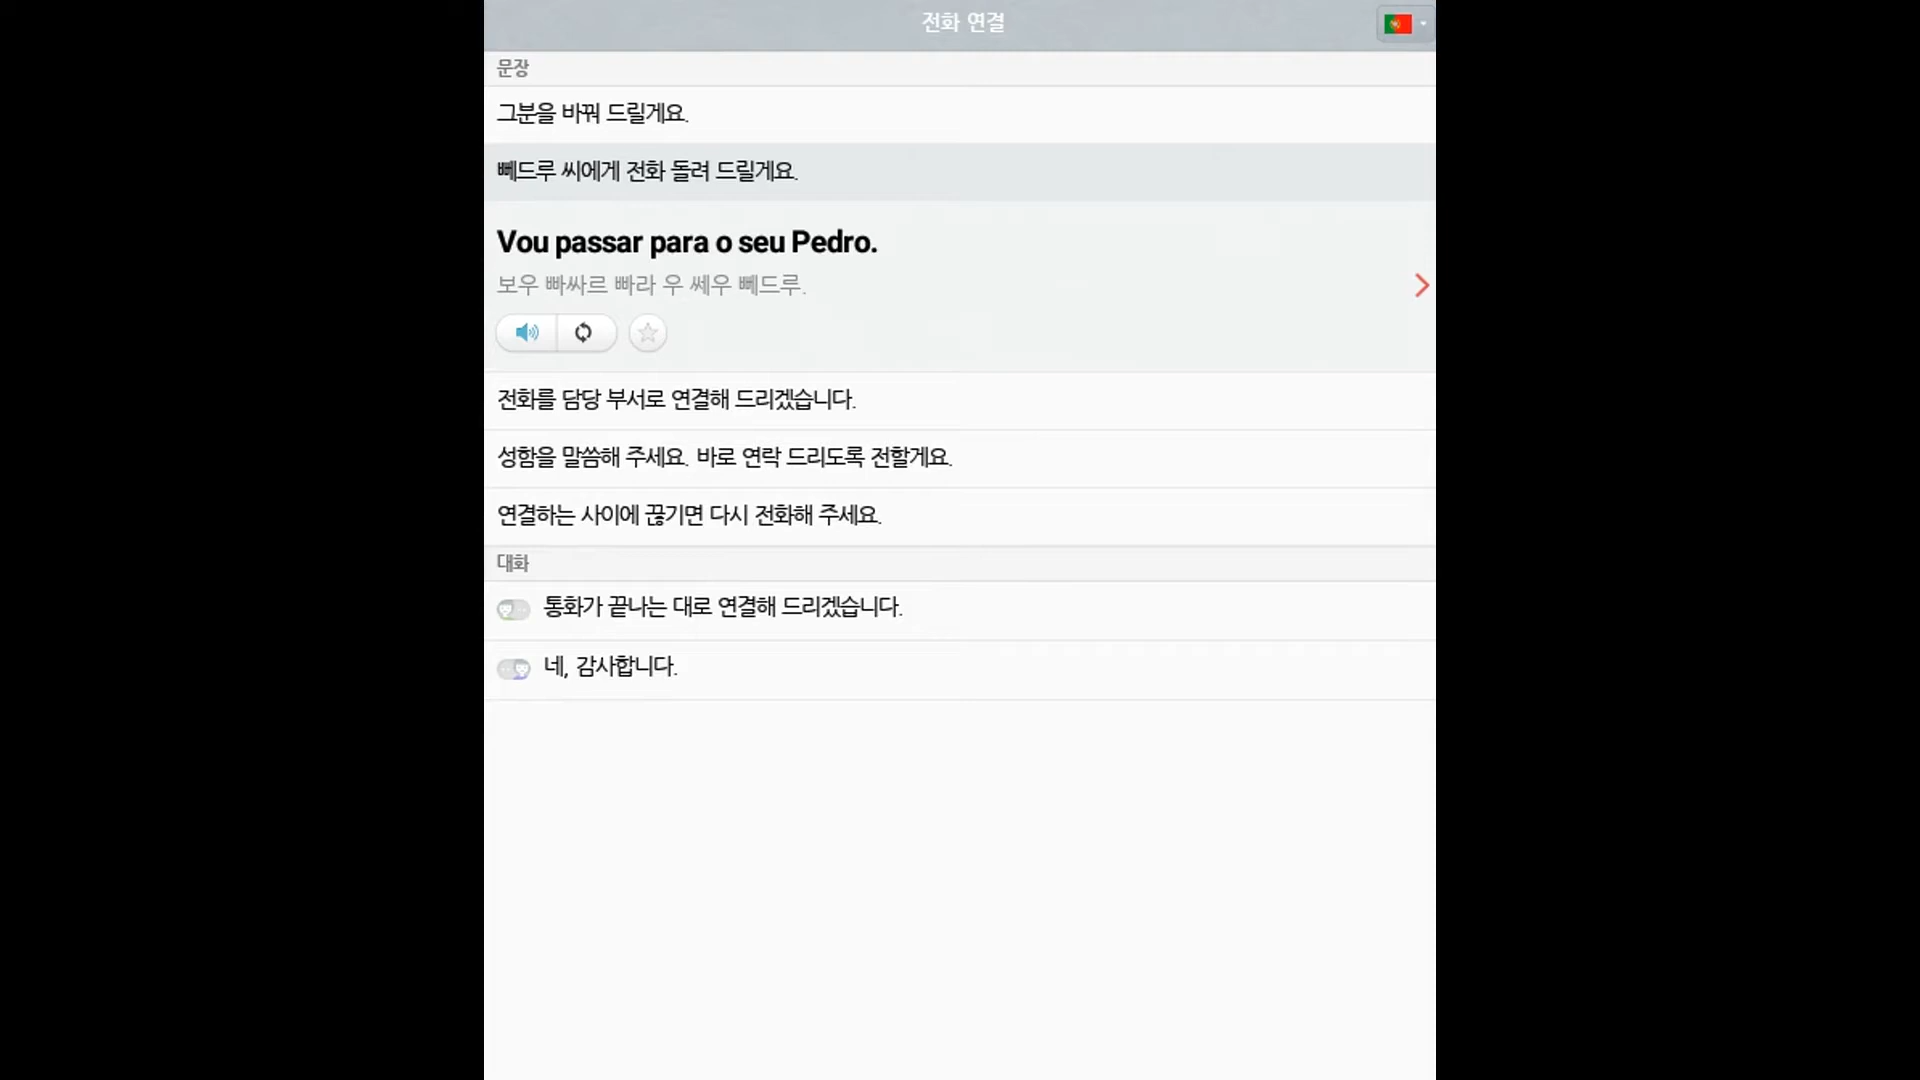 전화 연결
문장
그분을 바꿔 드릴게요.
뻬드루 씨에게 전화 돌려 드릴게요.
Vou passar para o seu Pedro.
보우 빠싸르 빠라 우 쎄우 뻬드루.
전화를 담당 부서로 연결해 드리겠습니다.
성함을 말씀해 주세요. 바로 연락 드리도록 전할게요.
연결하는 사이에 끊기면 다시 전화해 주세요.
대화
통화가 끝나는 대로 연결해 드리겠습니다.
네, 감사합니다.